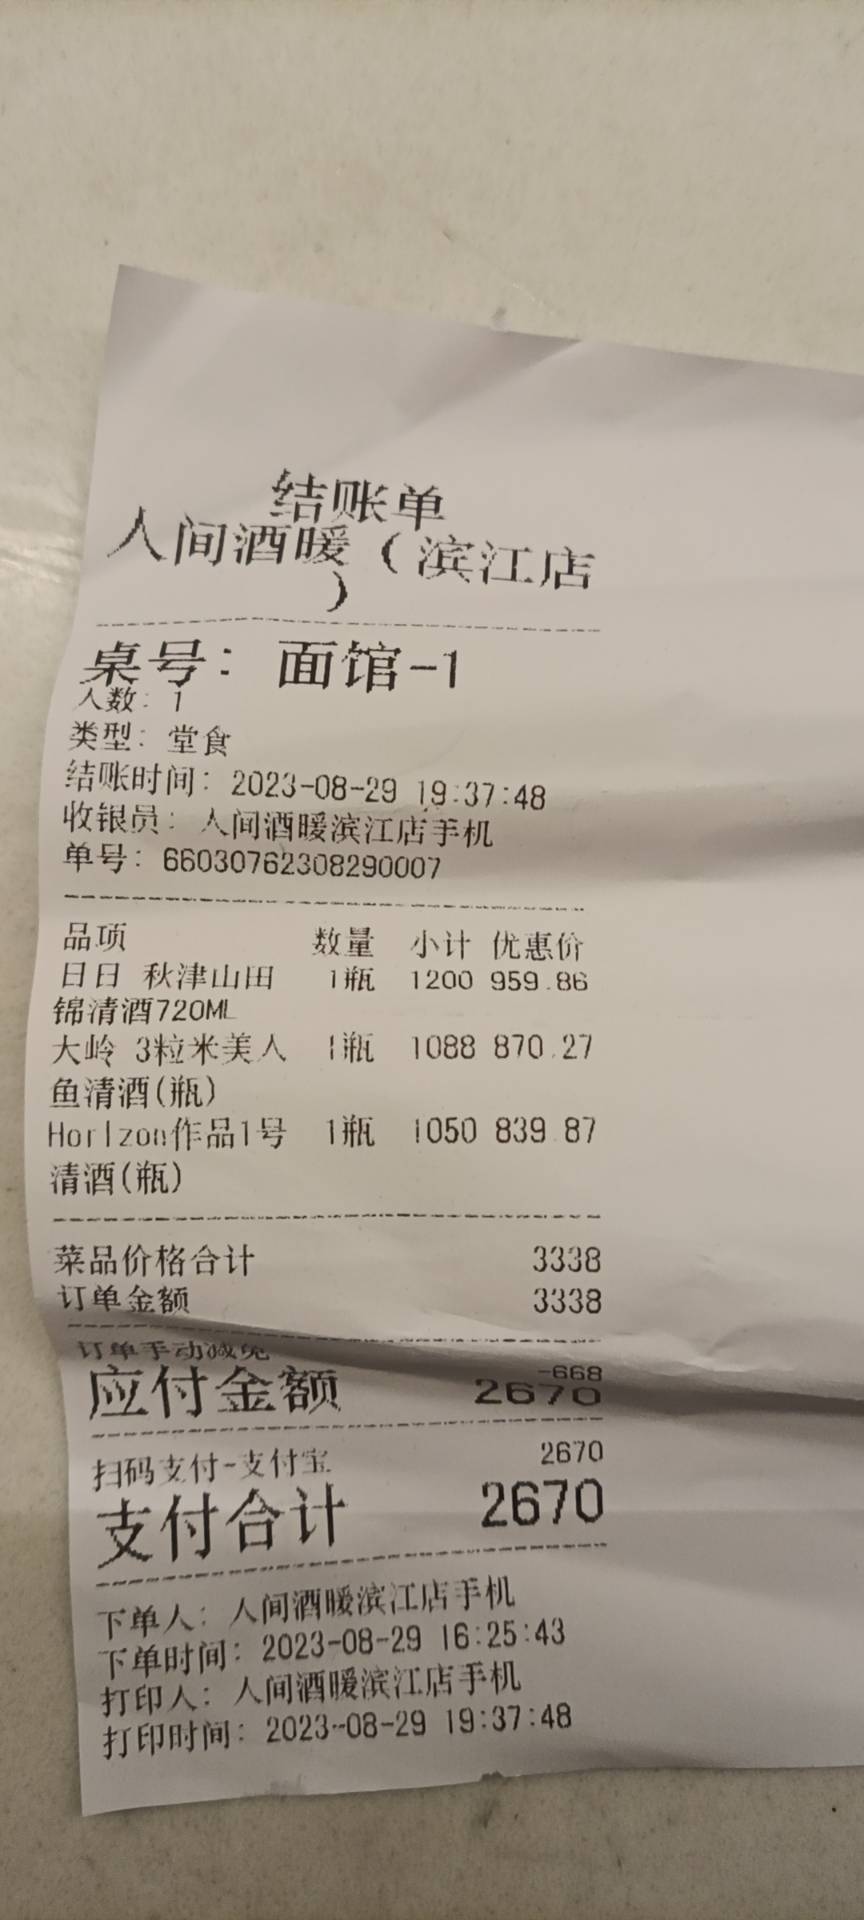 结账单
人间酒暖（滨江店
）
桌号：面馆-1
人数：1
类型：堂食
结账时间：2023-08-29 19:37:48
收银员：人间酒暖滨江店手机
单号：66030762308290007
品项 数量 小计 优惠价
日日 秋津山田 1瓶 1200 959.86
锦清酒720ML
大岭 3粒米美人 1瓶 1088 870.27
鱼清酒(瓶)
HorIzon作品1号 1瓶 1050 839.87
清酒(瓶)
菜品价格合计 3338
订单金额 3338
订单手动减免 -668
应付金额 2670
扫码支付-支付宝 2670
支付合计 2670
下单人：人间酒暖滨江店手机
下单时间：2023-08-29 16:25:43
打印人：人间酒暖滨江店手机
打印时间：2023-08-29 19:37:48